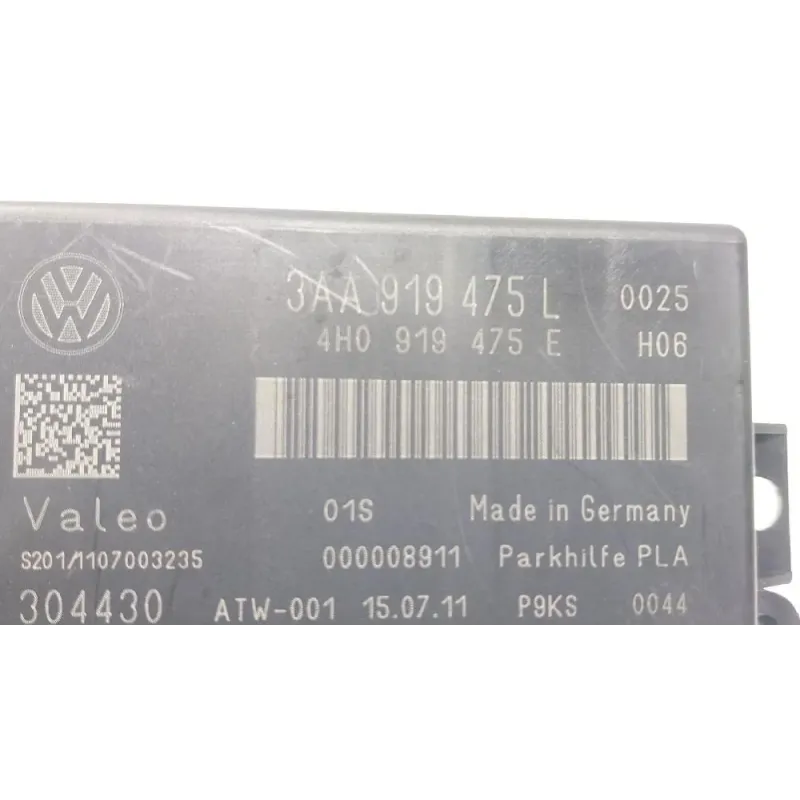 VW
3AA 919 475 L 0025
4H0 919 475 E H06
Valeo 01S Made in Germany
S201/1107003235 000008911 Parkhilfe PLA
304430 ATW-001 15.07.11 P9KS 0044